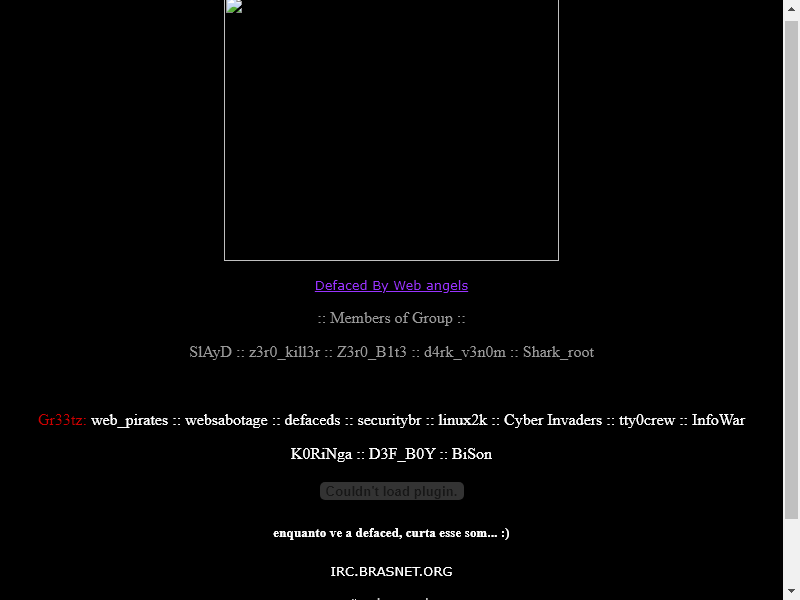 Defaced By Web angels
:: Members of Group ::
SlAyD :: z3r0_kill3r :: Z3r0_B1t3 :: d4rk_v3n0m :: Shark_root
Gr33tz: web_pirates :: websabotage :: defaceds :: securitybr :: linux2k :: Cyber Invaders :: tty0crew :: InfoWar
K0RiNga :: D3F_B0Y :: BiSon
Couldn't load plugin.
enquanto ve a defaced, curta esse som... :)
IRC.BRASNET.ORG